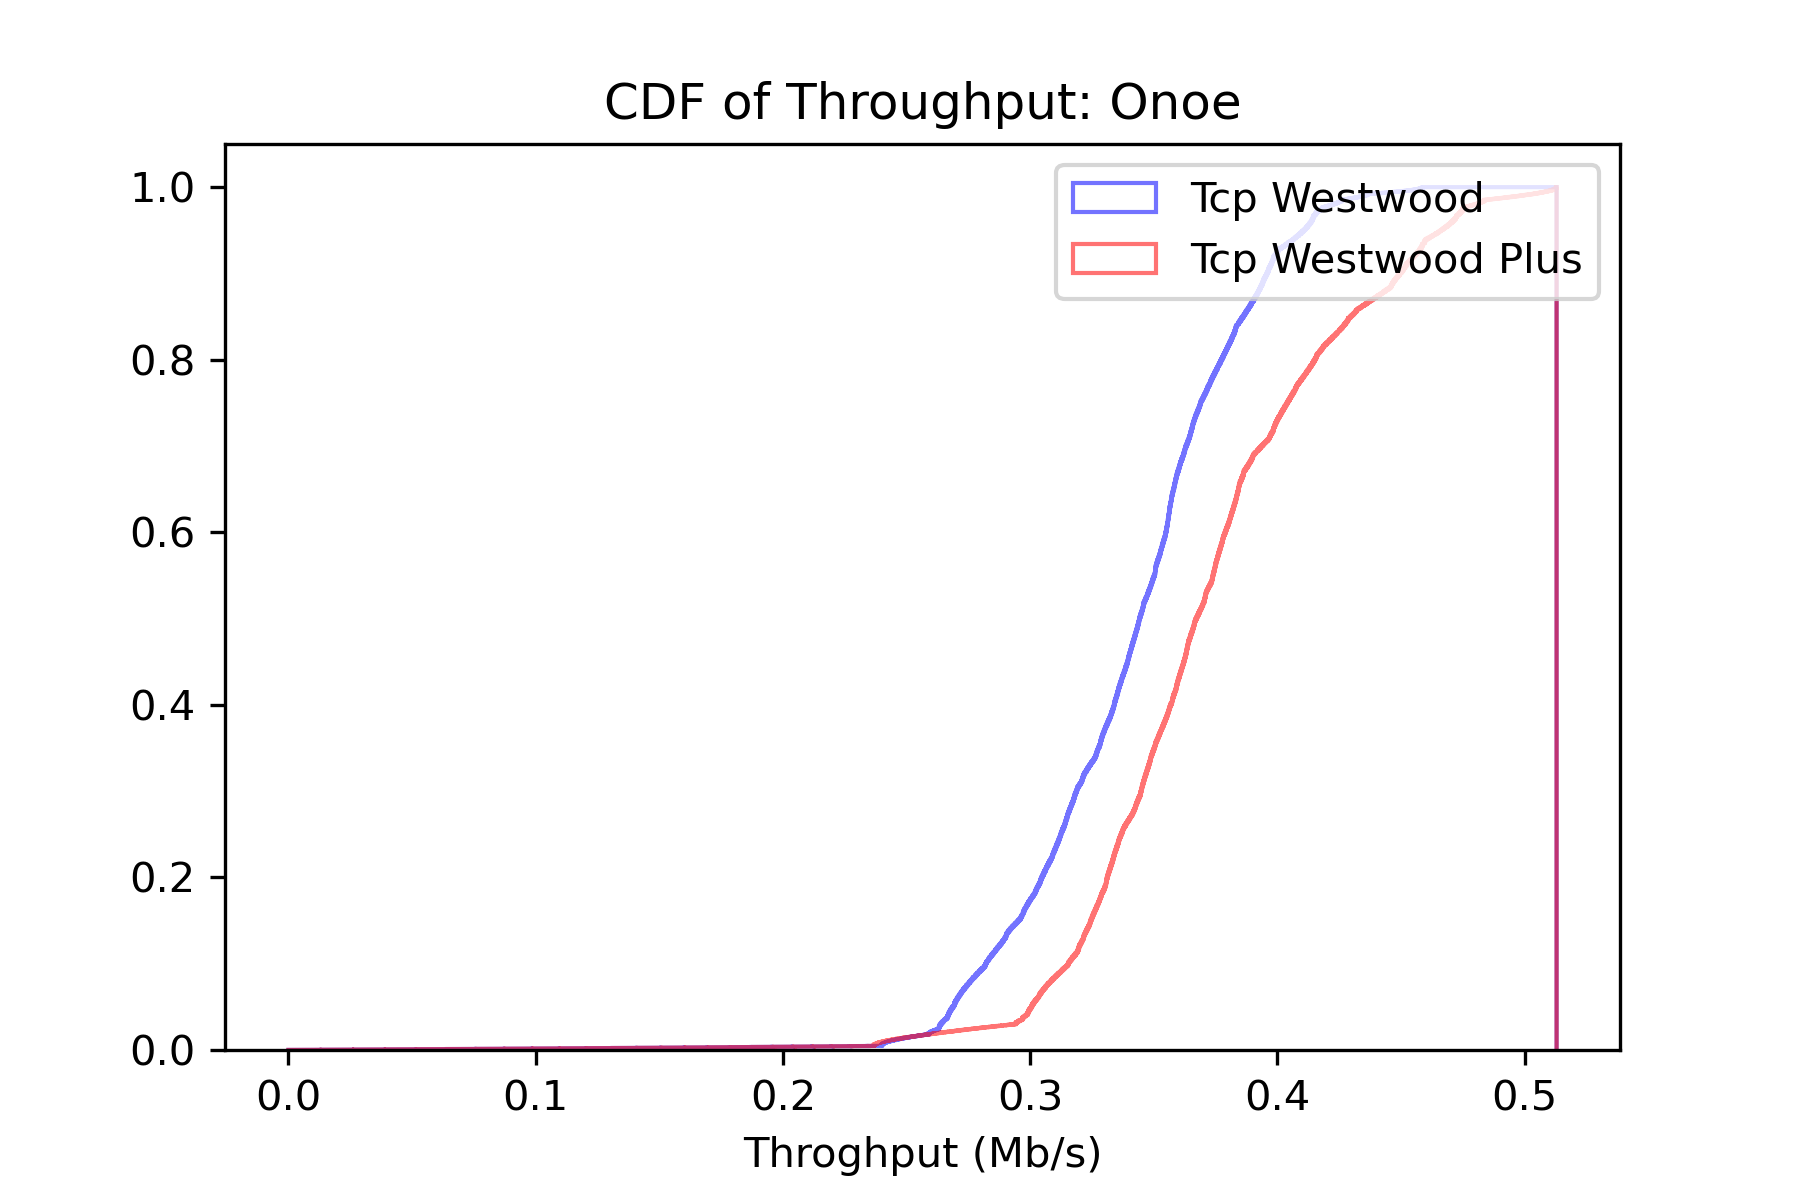 CDF of Throughput: Onoe
1.0
0.8
0.6
0.4
0.2
0.0
Tcp Westwood
Tcp Westwood Plus
0.0 0.1 0.2 0.3 0.4 0.5
Throghput (Mb/s)